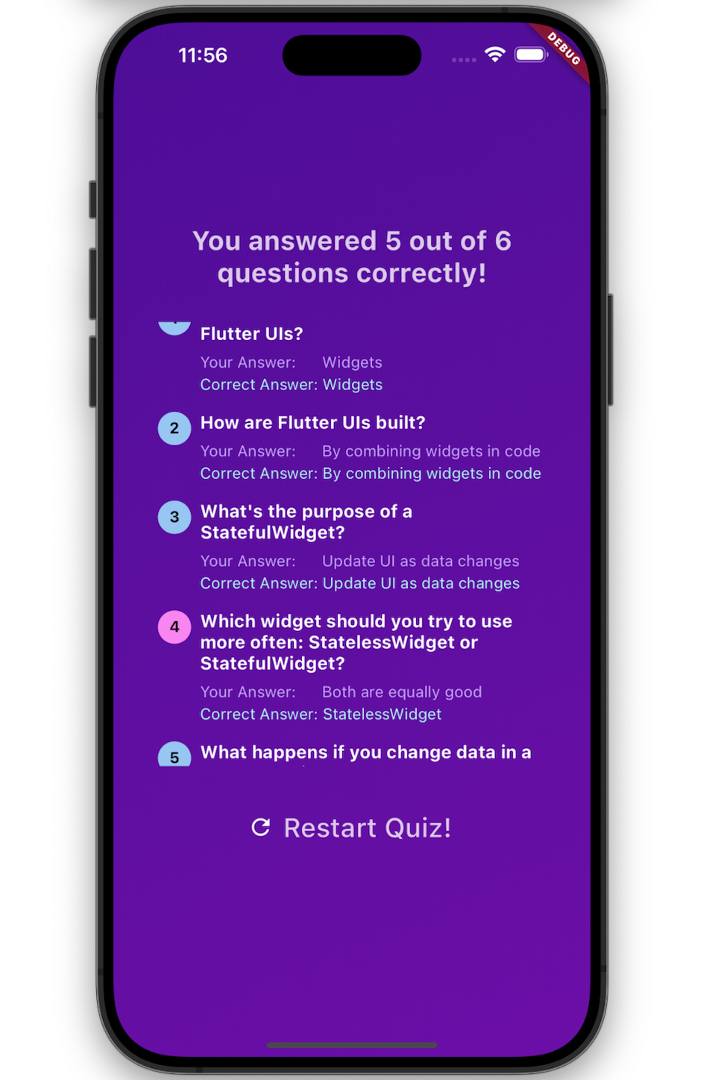 11:56
DEBUG
You answered 5 out of 6
questions correctly!
Flutter UIs?
Your Answer: Widgets
Correct Answer: Widgets
2 How are Flutter UIs built?
Your Answer: By combining widgets in code
Correct Answer: By combining widgets in code
3 What's the purpose of a
StatefulWidget?
Your Answer: Update UI as data changes
Correct Answer: Update UI as data changes
4 Which widget should you try to use
more often: StatelessWidget or
StatefulWidget?
Your Answer: Both are equally good
Correct Answer: StatelessWidget
5 What happens if you change data in a
Restart Quiz!